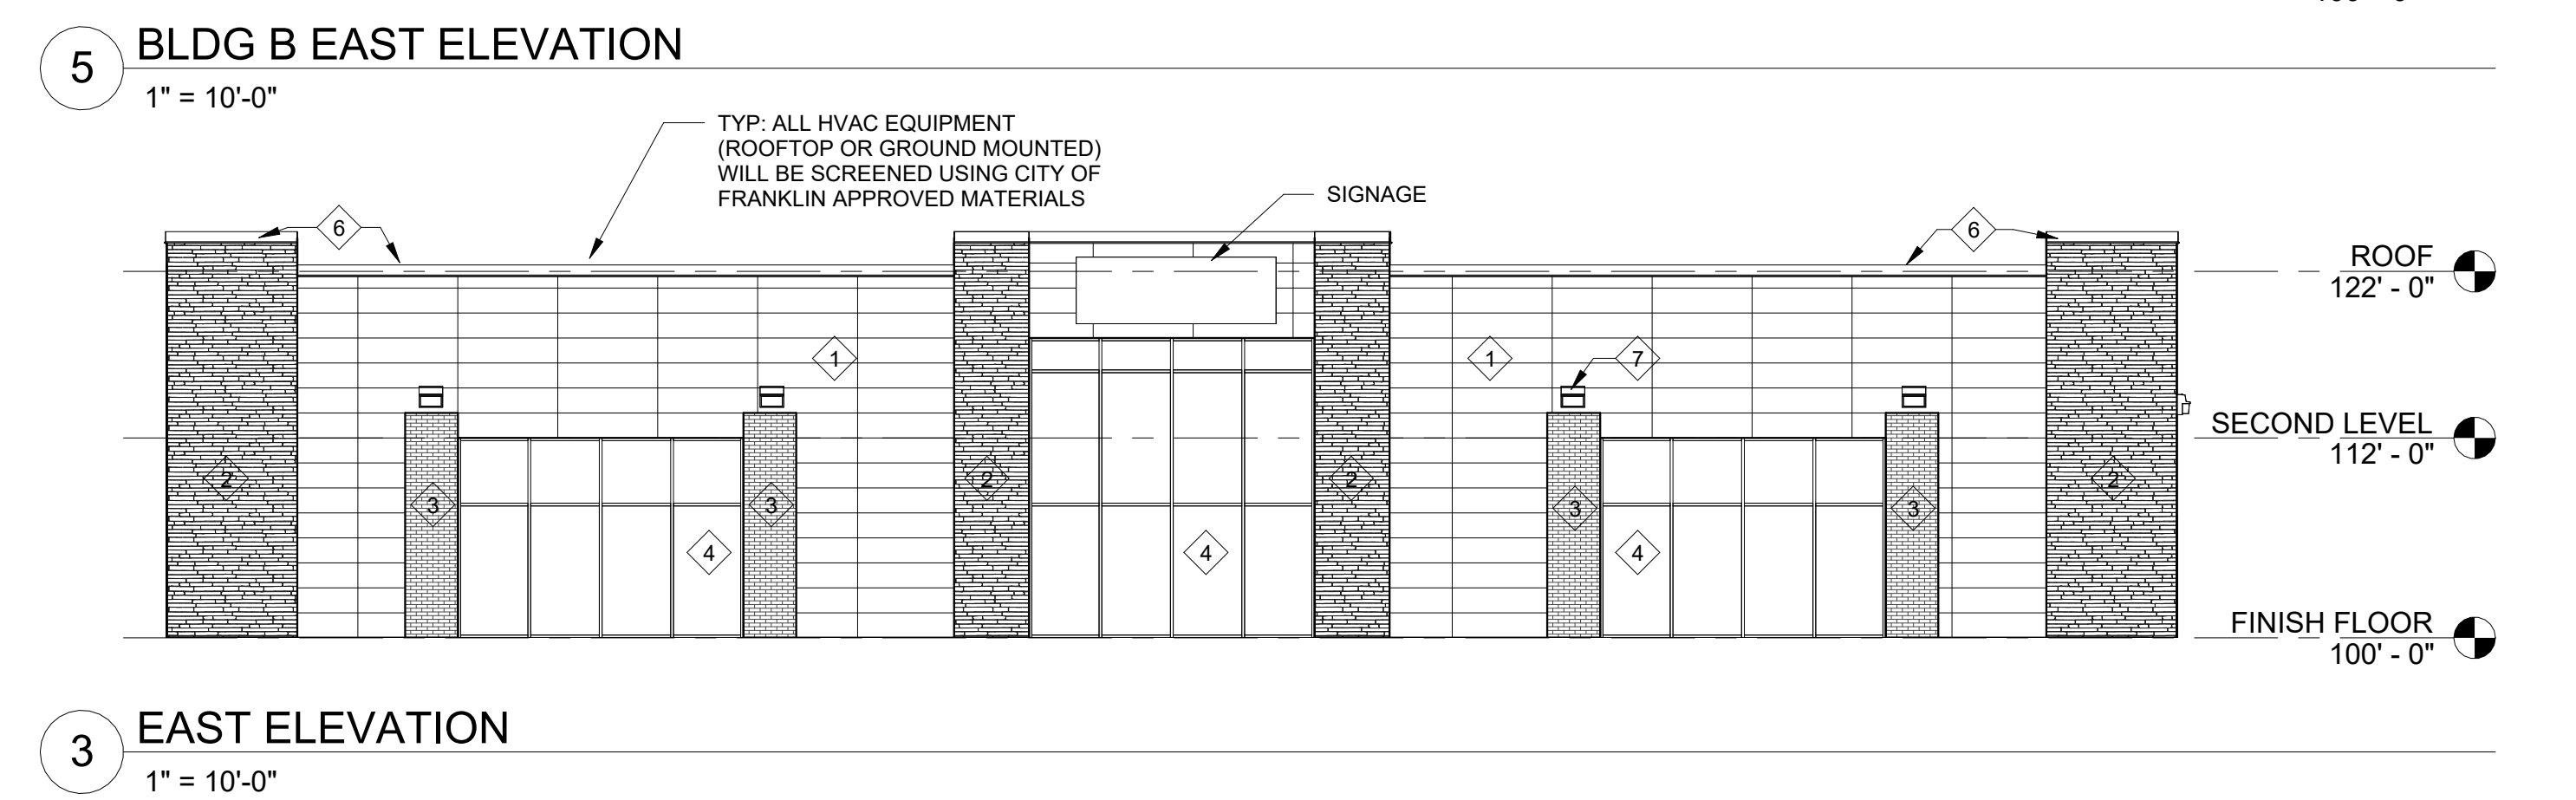 5
BLDG B EAST ELEVATION
1" = 10'-0"
TYP: ALL HVAC EQUIPMENT
(ROOFTOP OR GROUND MOUNTED)
WILL BE SCREENED USING CITY OF
FRANKLIN APPROVED MATERIALS
SIGNAGE
6
6
ROOF
122' - 0"
1
1
7
SECOND LEVEL
112' - 0"
2
3
3
2
2
3
3
2
4
4
4
FINISH FLOOR
100' - 0"
3
EAST ELEVATION
1" = 10'-0"